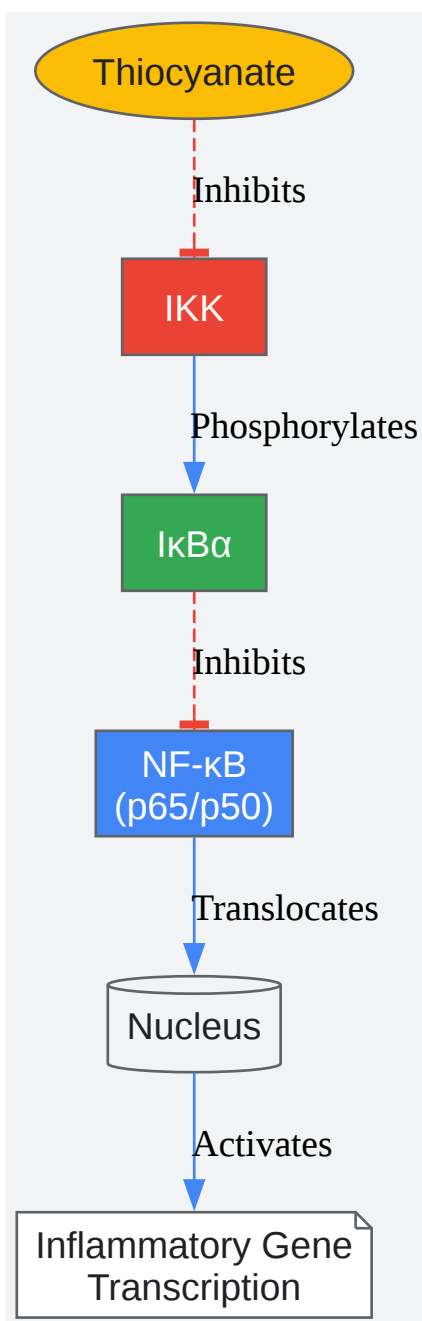 Thiocyanate
Inhibits
IKK
Phosphorylates
IκBα
Inhibits
NF-κB
(p65/p50)
Translocates
Nucleus
Activates
Inflammatory Gene
Transcription